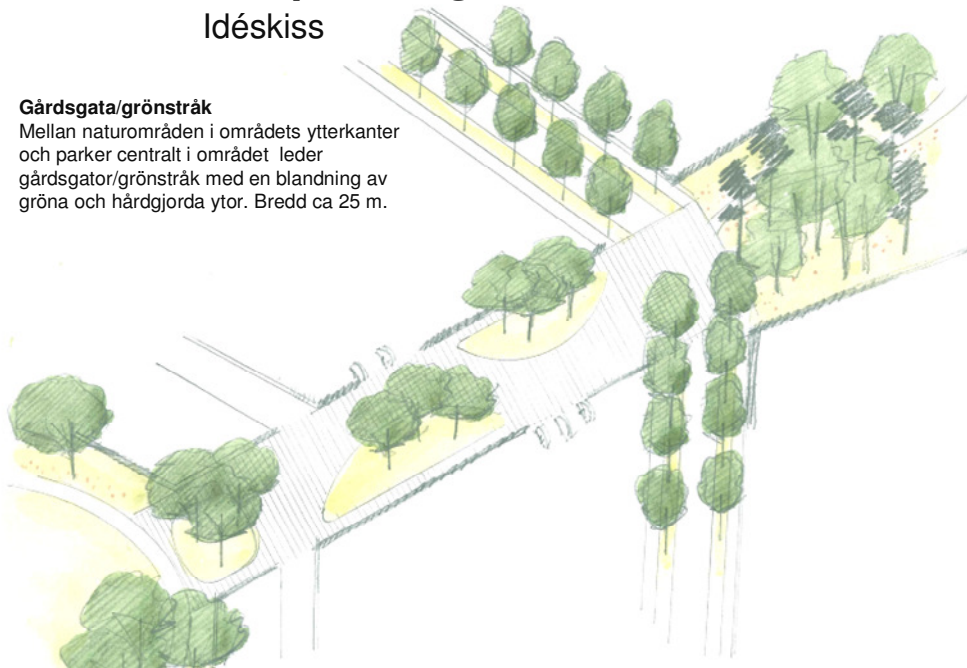 Idéskiss
Gårdsgata/grönstråk
Mellan naturområden i områdets ytterkanter
och parker centralt i området leder
gårdsgator/grönstråk med en blandning av
gröna och hårdgjorda ytor. Bredd ca 25 m.